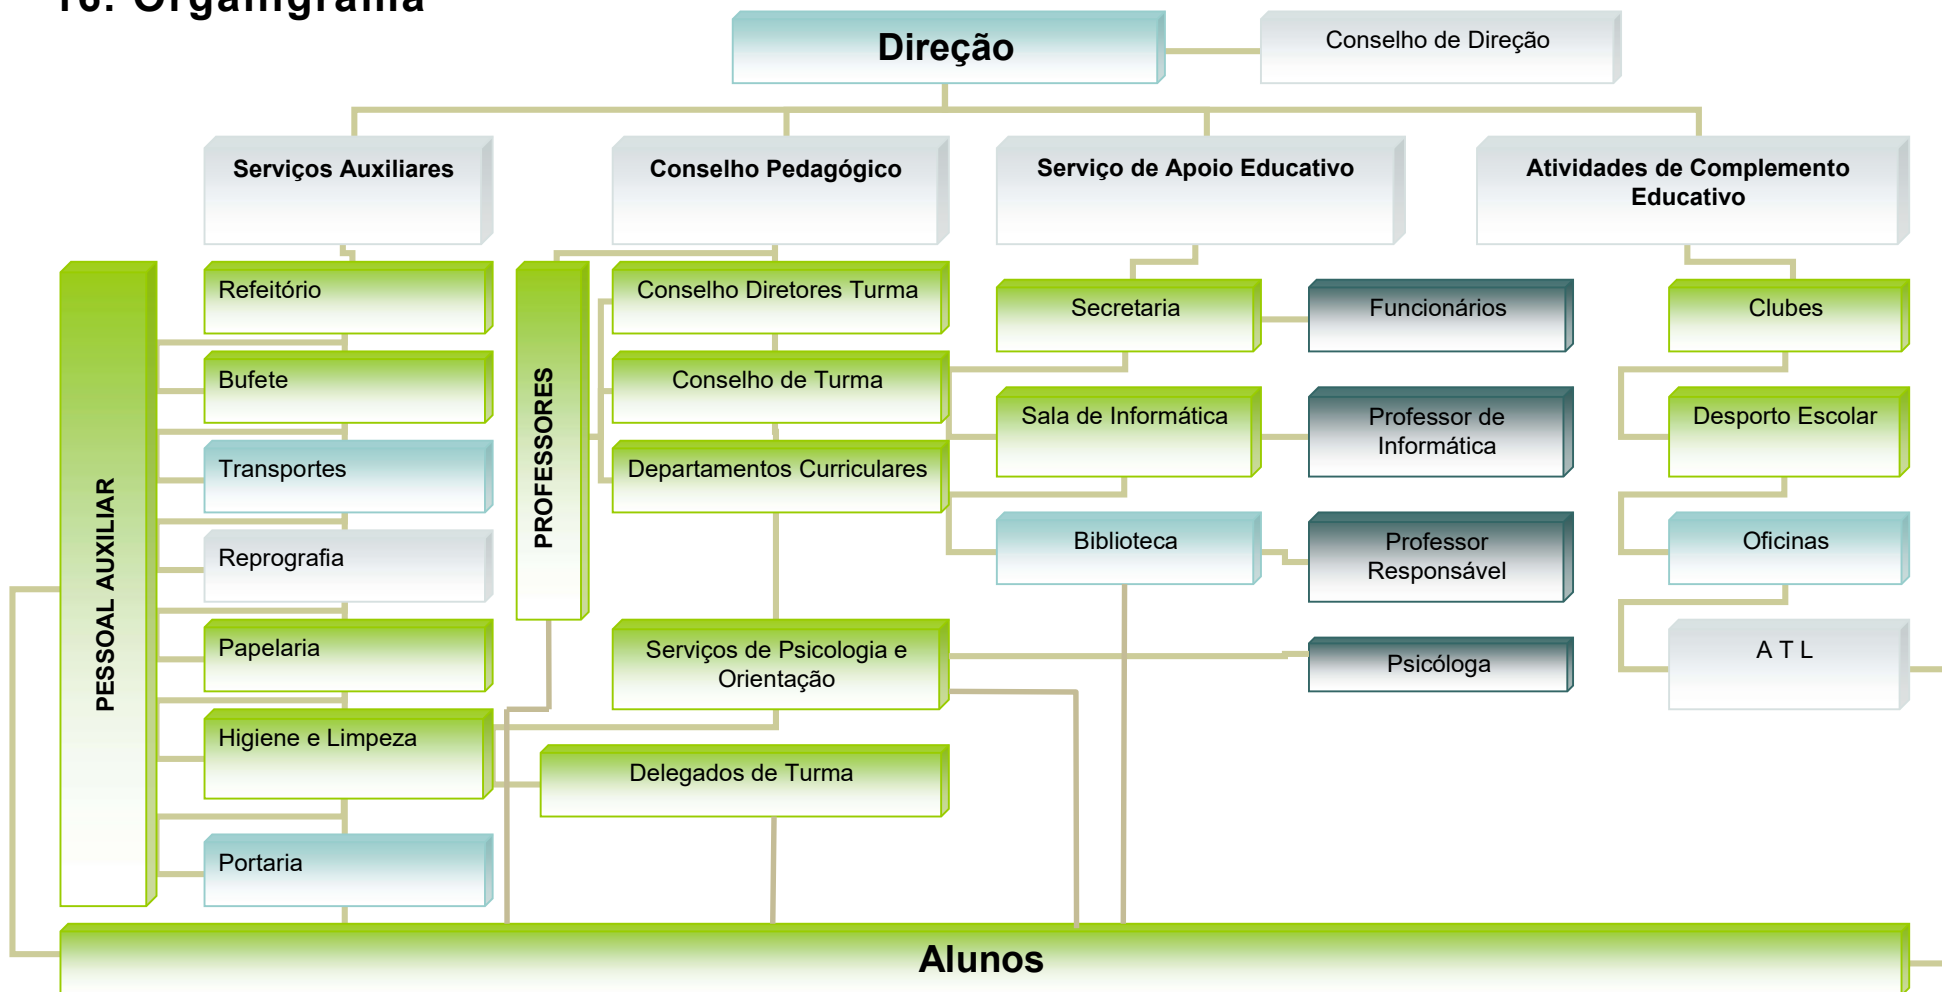 16. Organigrama
Direção
Conselho de Direção
Serviços Auxiliares
Conselho Pedagógico
Serviço de Apoio Educativo
Atividades de Complemento
Educativo
PESSOAL AUXILIAR
Refeitório
Bufete
Transportes
Reprografia
Papelaria
Higiene e Limpeza
Portaria
PROFESSORES
Conselho Diretores Turma
Conselho de Turma
Departamentos Curriculares
Serviços de Psicologia e
Orientação
Delegados de Turma
Secretaria
Funcionários
Sala de Informática
Professor de
Informática
Biblioteca
Professor
Responsável
Psicóloga
Clubes
Desporto Escolar
Oficinas
A T L
Alunos